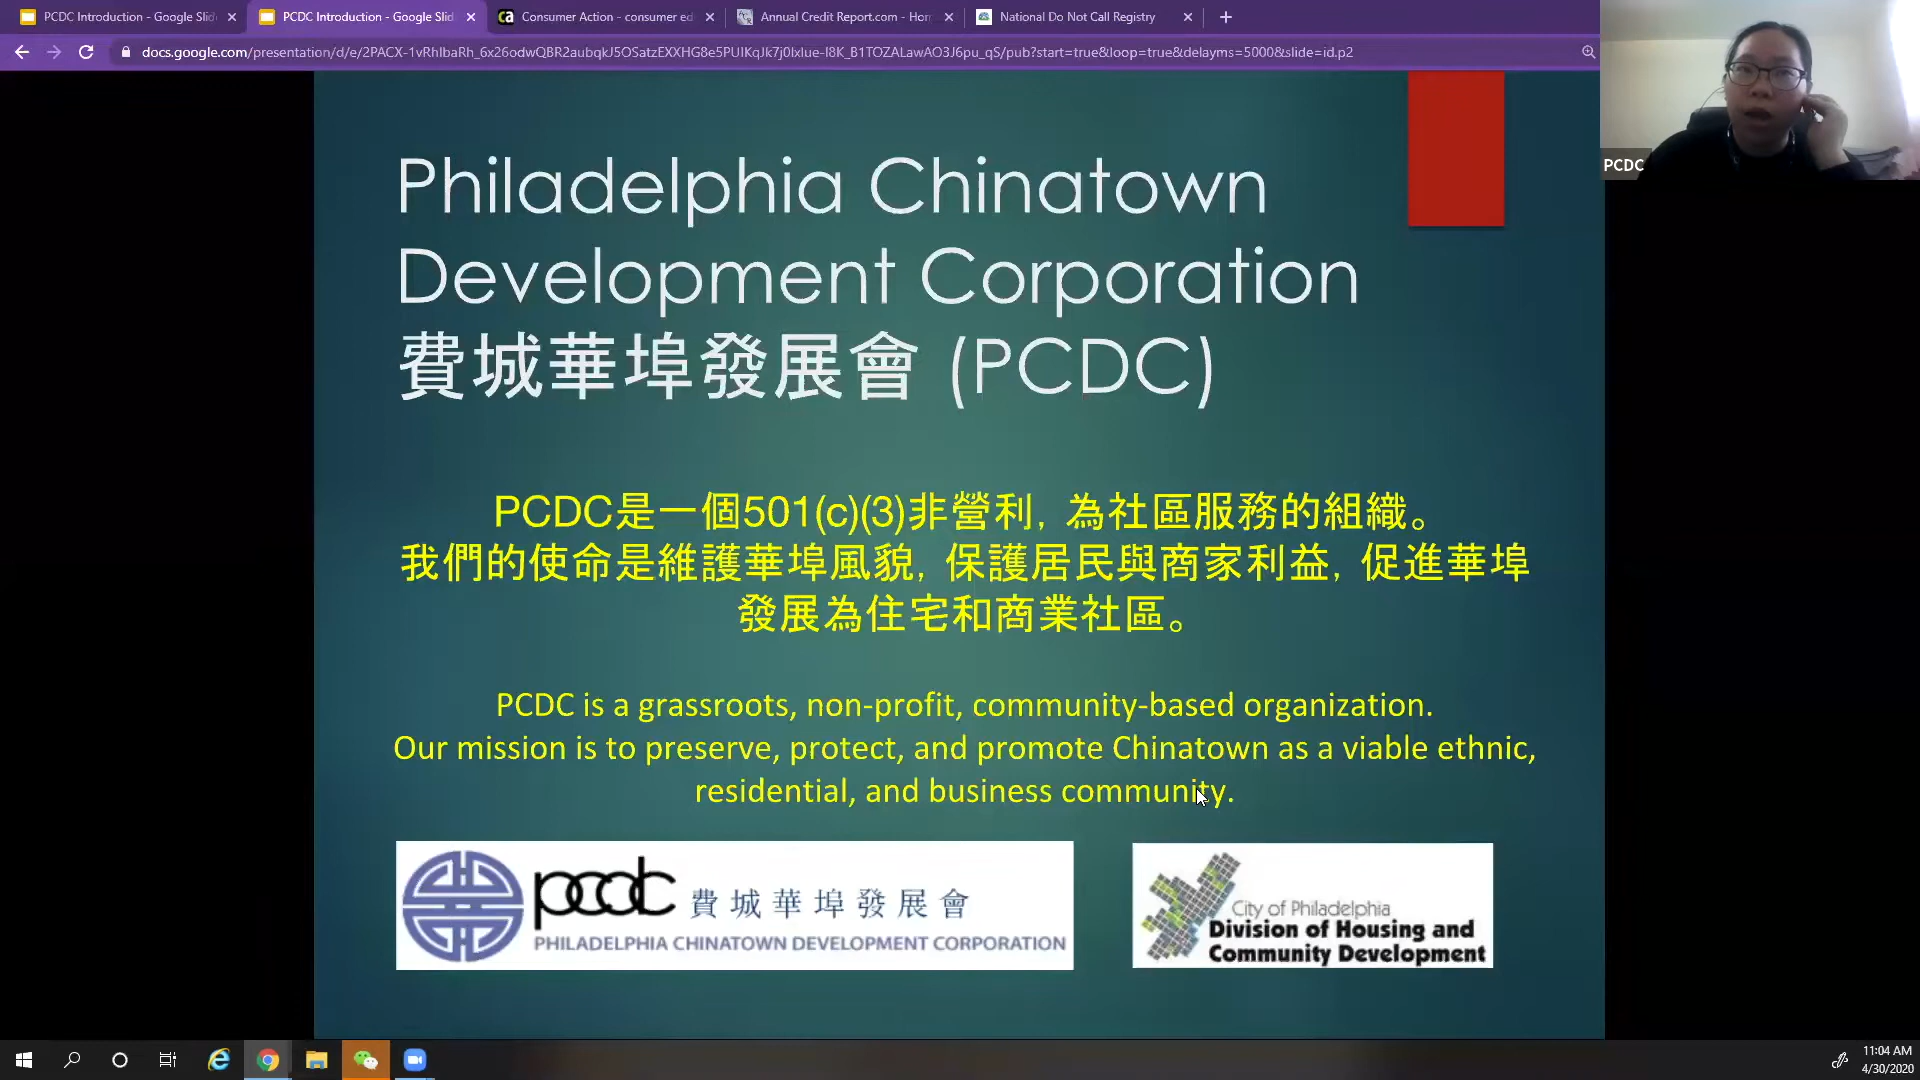 PCDC Introduction - Google Slid
PCDC Introduction - Google Slid
Consumer Action - consumer ed
Annual Credit Report.com - Hom
National Do Not Call Registry
docs.google.com/presentation/d/e/2PACX-1vRhIbaRh_6x26odwQBR2aubqkJ5OSatzEXXHG8e5PUIKqJk7j0lxlue-I8K_B1TOZALawAO3J6pu_qS/pub?start=true&loop=true&delayms=5000&slide=id.p2
PCDC
Philadelphia Chinatown
Development Corporation
費城華埠發展會 (PCDC)
PCDC是一個501(c)(3)非營利, 為社區服務的組織。
我們的使命是維護華埠風貌, 保護居民與商家利益, 促進華埠
發展為住宅和商業社區。
PCDC is a grassroots, non-profit, community-based organization.
Our mission is to preserve, protect, and promote Chinatown as a viable ethnic,
residential, and business community.
pcdc 費城華埠發展會
PHILADELPHIA CHINATOWN DEVELOPMENT CORPORATION
City of Philadelphia
Division of Housing and
Community Development
11:04 AM
4/30/2020